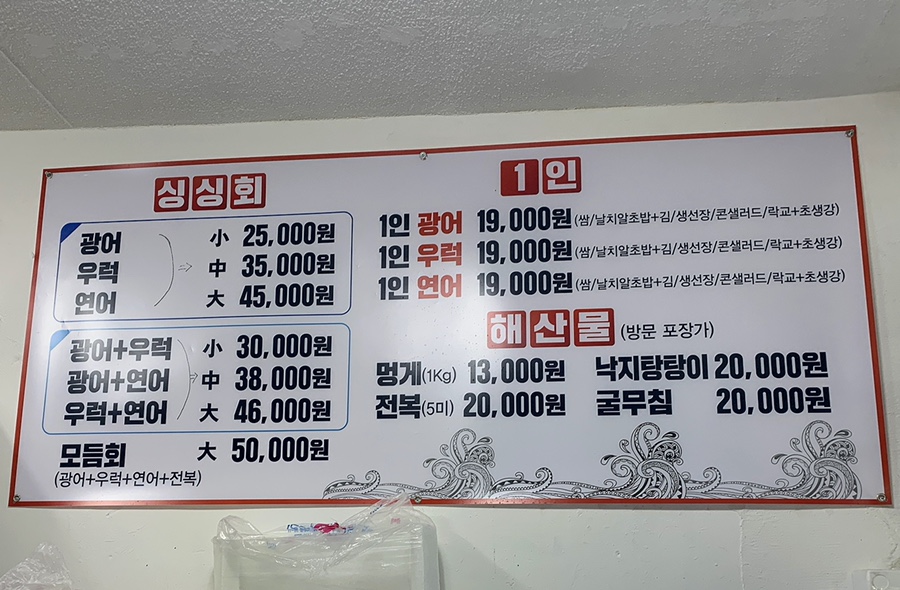 싱싱회
광어 小 25,000원
우럭 ⇒ 中 35,000원
연어 大 45,000원
광어+우럭 小 30,000원
광어+연어 ⇒ 中 38,000원
우럭+연어 大 46,000원
모듬회 大 50,000원
(광어+우럭+연어+전복)
1인
1인 광어 19,000원 (쌈/날치알초밥+김/생선장/콘샐러드/락교+초생강)
1인 우럭 19,000원 (쌈/날치알초밥+김/생선장/콘샐러드/락교+초생강)
1인 연어 19,000원 (쌈/날치알초밥+김/생선장/콘샐러드/락교+초생강)
해산물 (방문 포장가)
멍게(1Kg) 13,000원 낙지탕탕이 20,000원
전복(5미) 20,000원 굴무침 20,000원